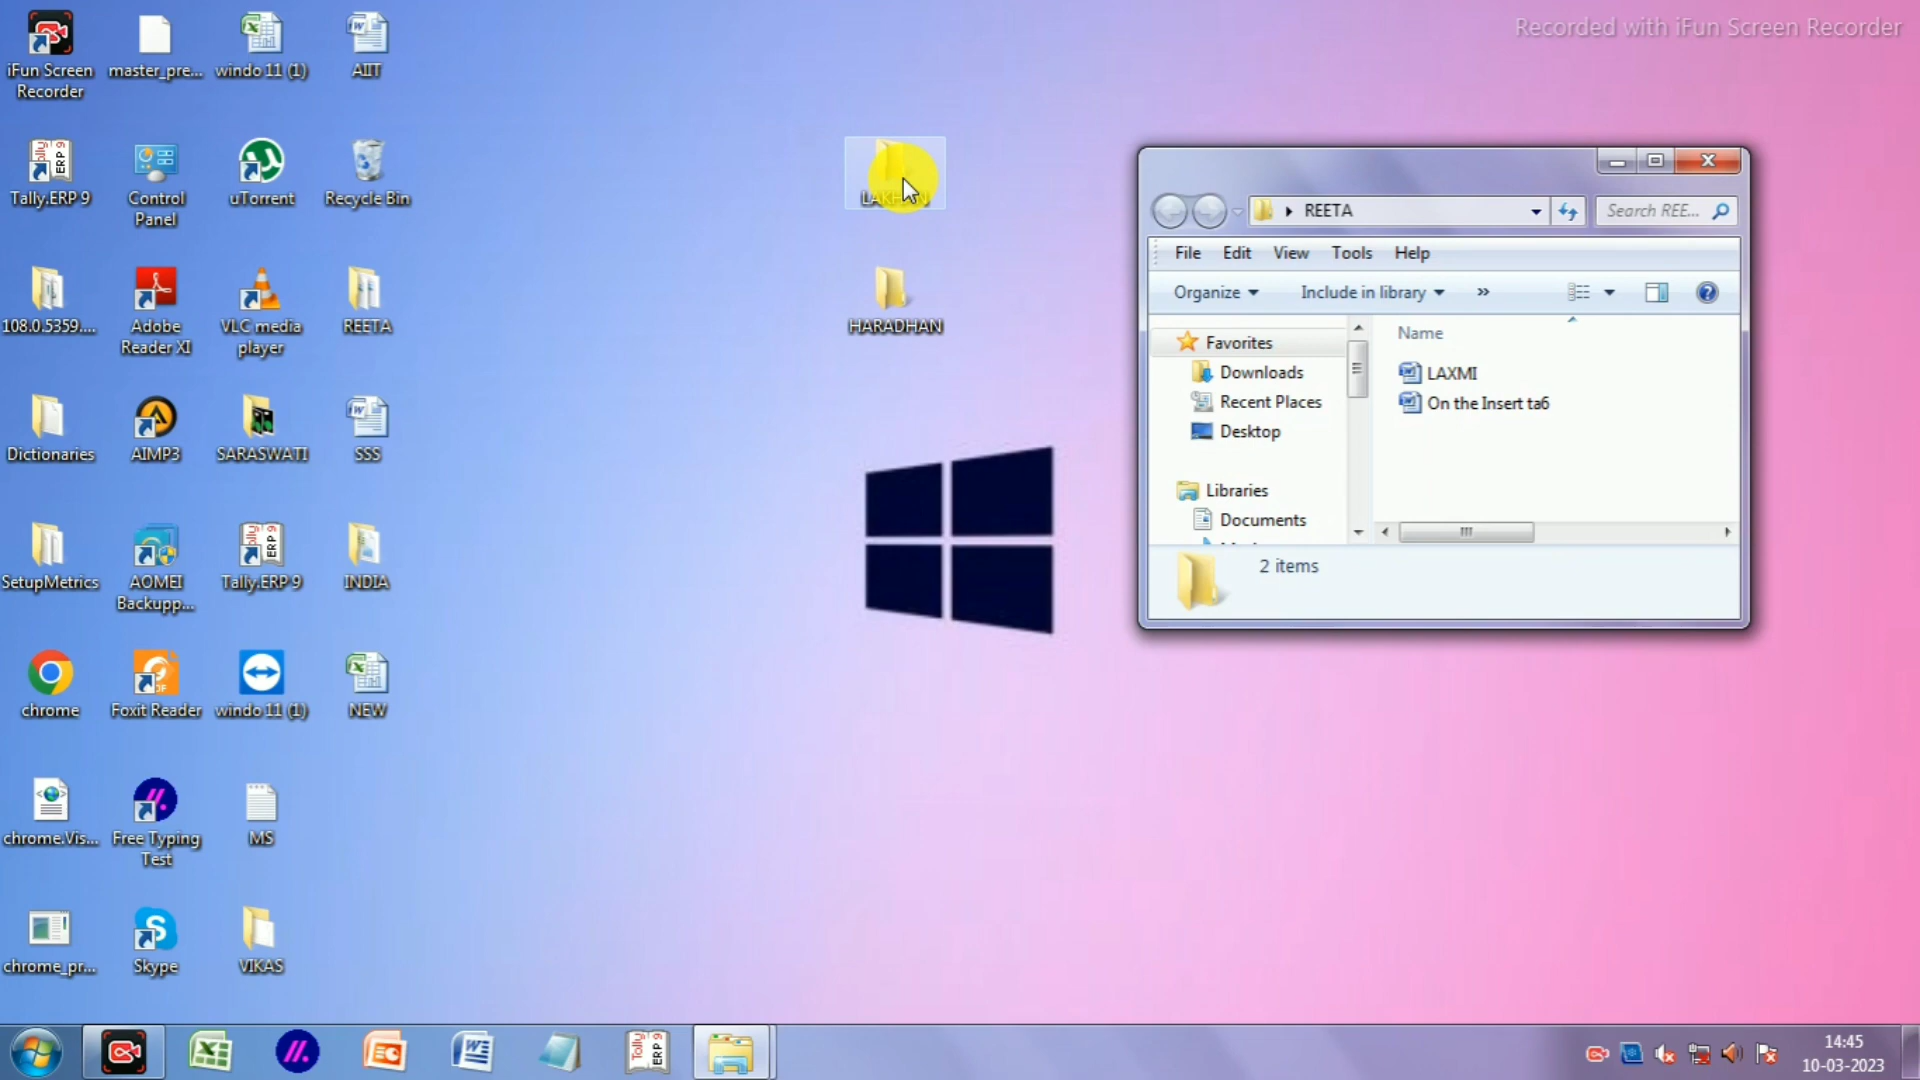 Recorded with iFun Screen Recorder
iFun Screen
Recorder
master_pre...
windo 11 (1)
AIIT
Tally.ERP 9
Control
Panel
uTorrent
Recycle Bin
108.0.5359....
Adobe
Reader XI
VLC media
player
REETA
HARADHAN
Dictionaries
AIMP3
SARASWATI
SSS
SetupMetrics
AOMEI
Backupp...
Tally.ERP 9
INDIA
chrome
Foxit Reader
windo 11 (1)
NEW
chrome.Vis...
Free Typing
Test
MS
chrome_pr...
Skype
VIKAS
REETA
Search REE...
File Edit View Tools Help
Organize Include in library »
Favorites
Downloads
Recent Places
Desktop
Libraries
Documents
Name
LAXMI
On the Insert ta6
2 items
14:45
10-03-2023